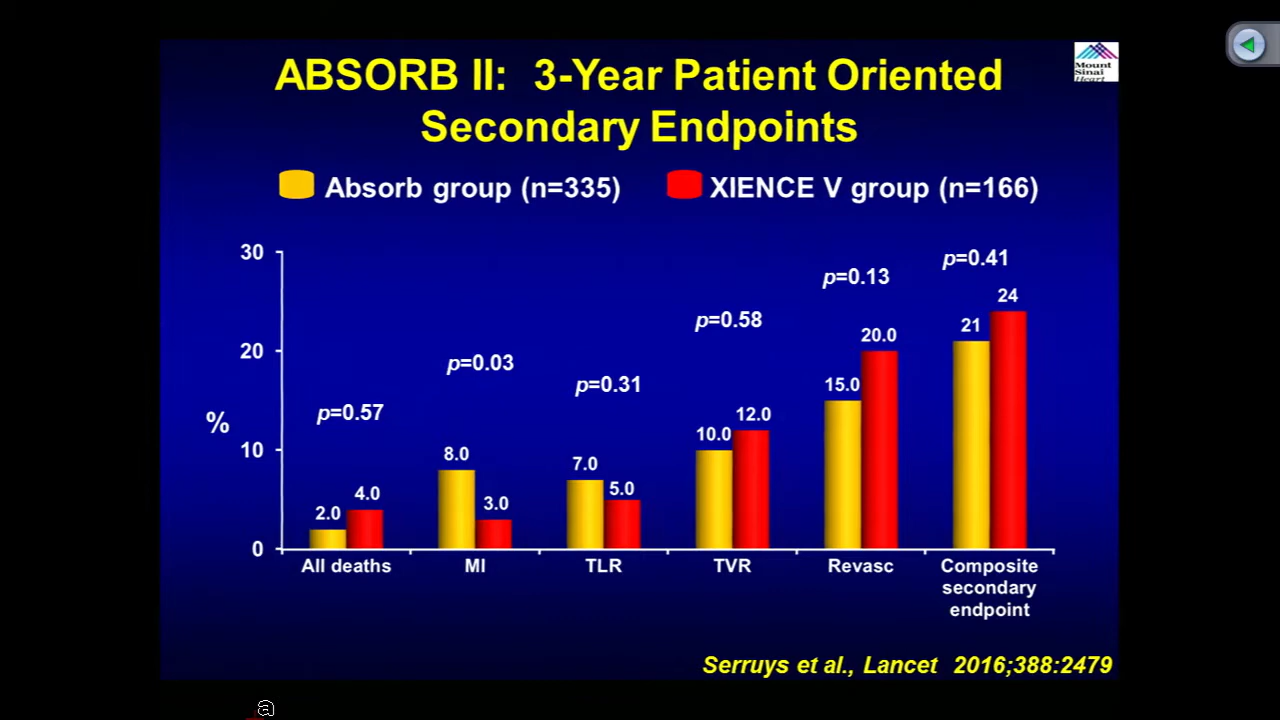 ABSORB II: 3-Year Patient Oriented
Secondary Endpoints
Mount
Sinai
Heart
Absorb group (n=335)
XIENCE V group (n=166)
30
20
10
0
%
p=0.57
2.0
4.0
p=0.03
8.0
3.0
p=0.31
7.0
5.0
p=0.58
10.0
12.0
p=0.13
15.0
20.0
p=0.41
21
24
All deaths
MI
TLR
TVR
Revasc
Composite
secondary
endpoint
Serruys et al., Lancet 2016;388:2479
a